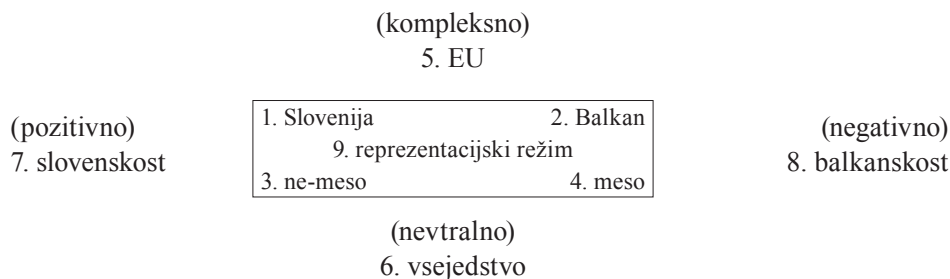 (kompleksno)
5. EU
(pozitivno)
7. slovenskost
1. Slovenija 2. Balkan
9. reprezentacijski režim
3. ne-meso 4. meso
(negativno)
8. balkanskost
(nevtralno)
6. vsejedstvo